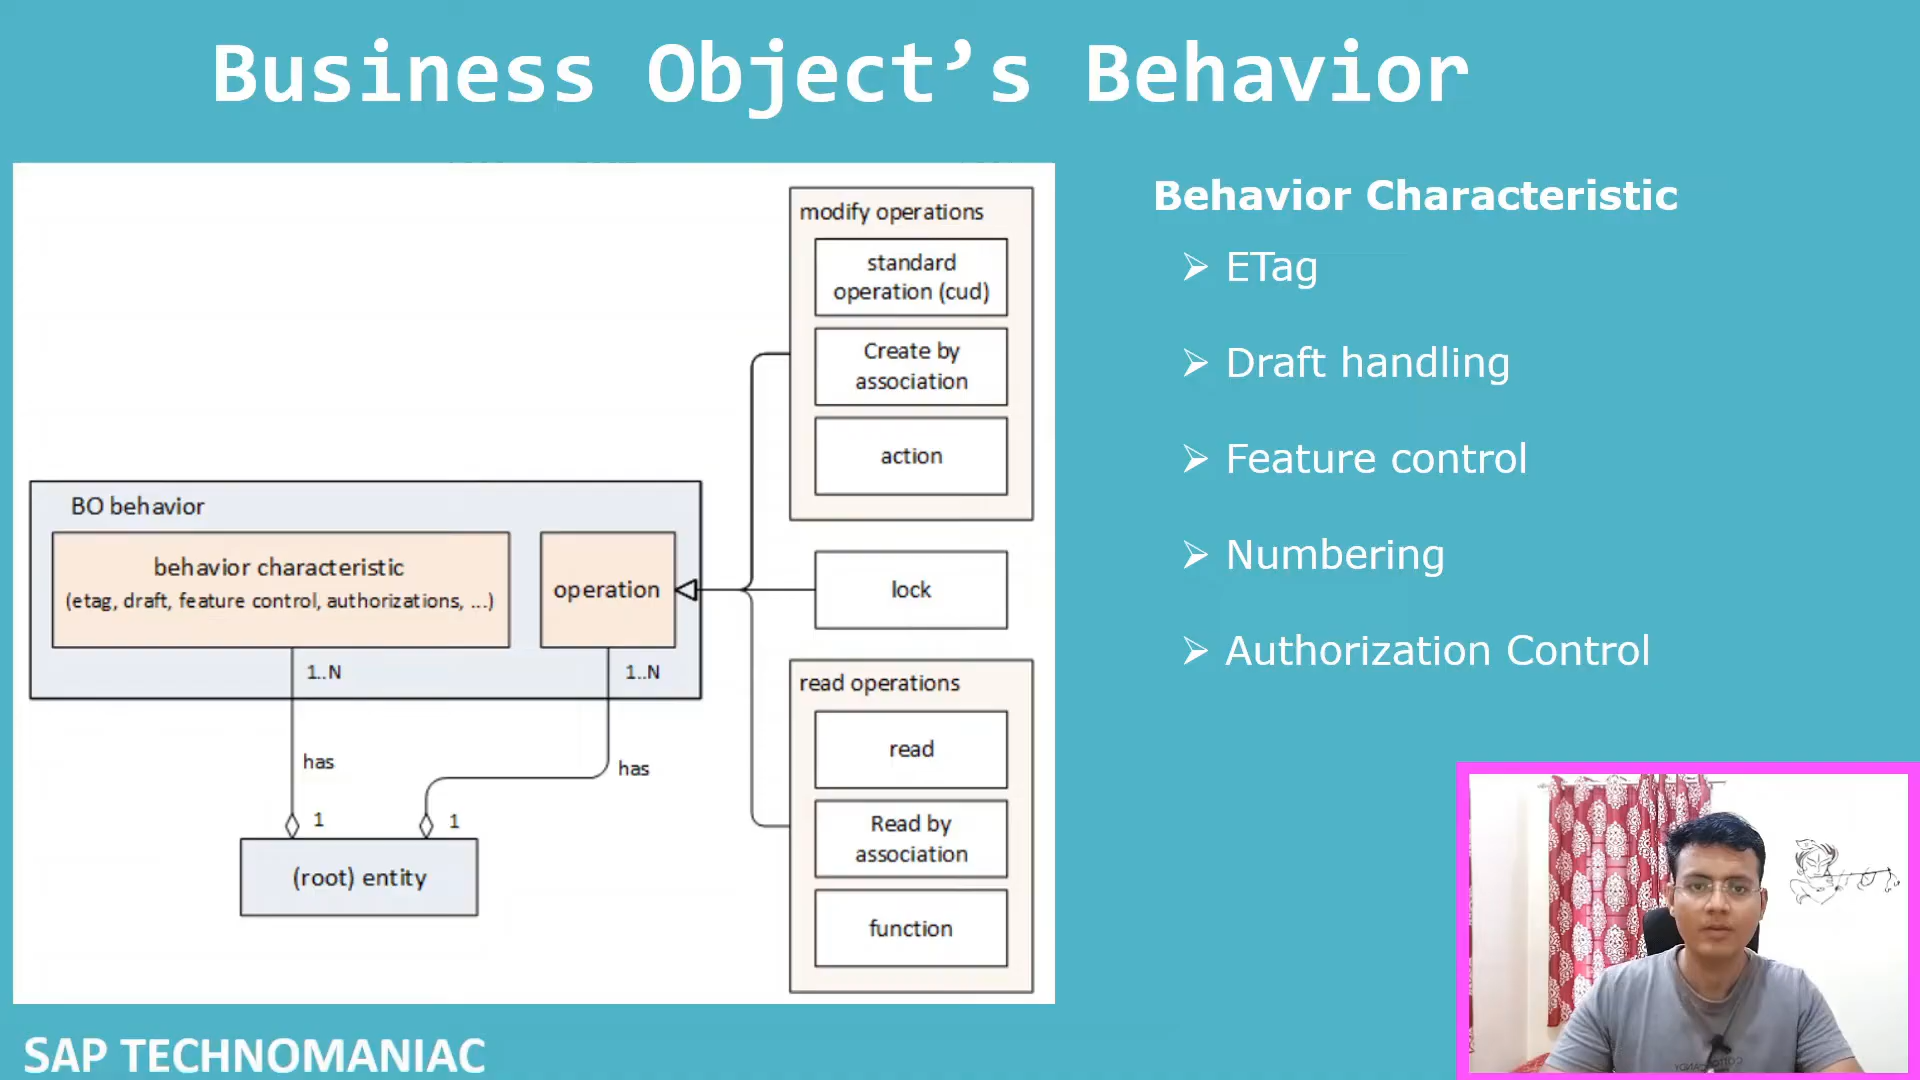 Business Object’s Behavior
modify operations
standard
operation (cud)
Create by
association
action
BO behavior
behavior characteristic
(etag, draft, feature control, authorizations, ...)
operation
1..N
1..N
lock
read operations
read
Read by
association
function
has
has
1
1
(root) entity
Behavior Characteristic
➢ ETag
➢ Draft handling
➢ Feature control
➢ Numbering
➢ Authorization Control
SAP TECHNOMANIAC